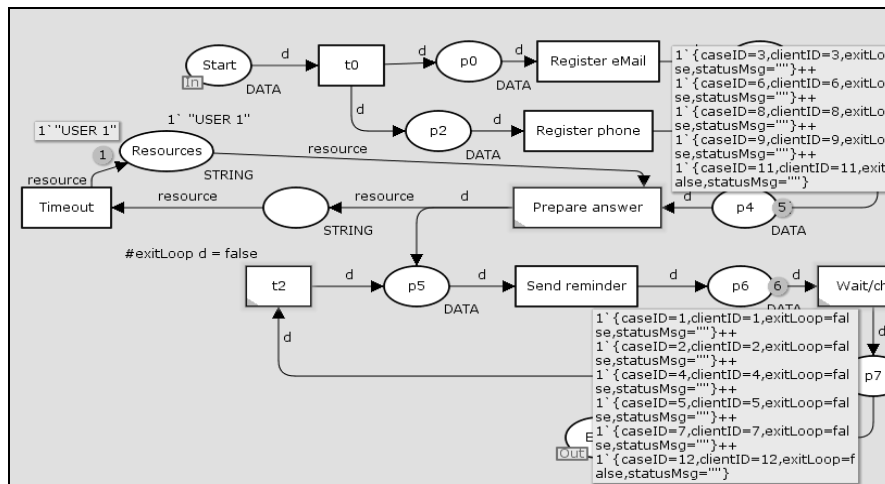 Start
In
d
DATA
t0
d
d
p0
DATA
d
Register eMail
p2
DATA
d
Register phone
1`{caseID=3,clientID=3,exitLo
se,statusMsg=""}++
1`{caseID=6,clientID=6,exitLo
se,statusMsg=""}++
1`{caseID=8,clientID=8,exitLo
se,statusMsg=""}++
1`{caseID=9,clientID=9,exitLo
se,statusMsg=""}++
1`{caseID=11,clientID=11,exit
alse,statusMsg=""}
1` "USER 1"
1`"USER 1"
1
Resources
STRING
resource
resource
Timeout
resource
STRING
resource
d
Prepare answer
d
p4
5
DATA
#exitLoop d = false
t2
d
p5
DATA
d
Send reminder
d
p6
6
DATA
d
Wait/ch
d
d
p7
1`{caseID=1,clientID=1,exitLoop=fal
se,statusMsg=""}++
1`{caseID=2,clientID=2,exitLoop=fal
se,statusMsg=""}++
1`{caseID=4,clientID=4,exitLoop=fal
se,statusMsg=""}++
1`{caseID=5,clientID=5,exitLoop=fal
se,statusMsg=""}++
1`{caseID=7,clientID=7,exitLoop=fal
se,statusMsg=""}++
1`{caseID=12,clientID=12,exitLoop=f
alse,statusMsg=""}
E
Out